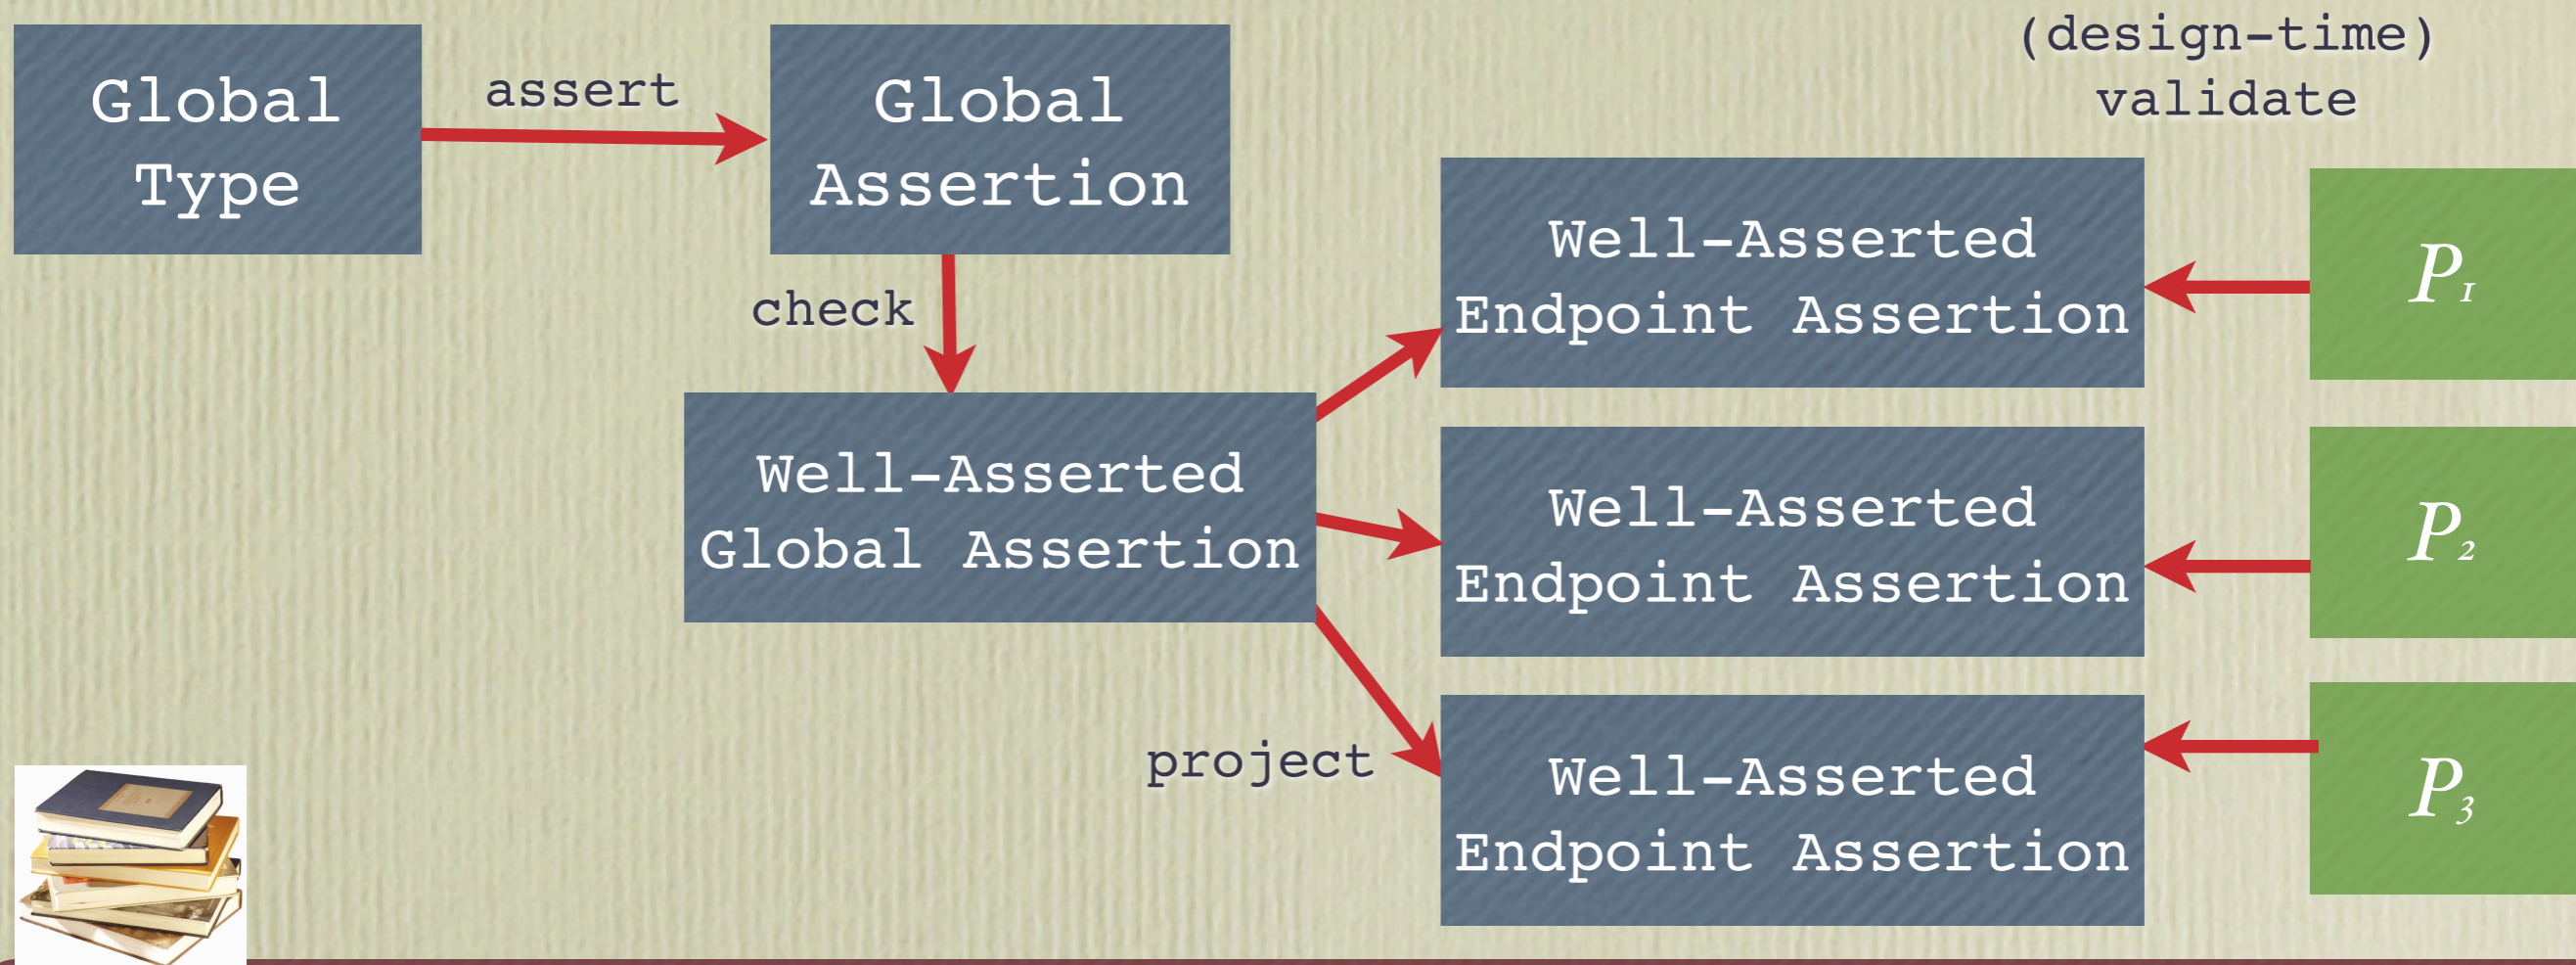 Global
Type
assert
Global
Assertion
(design-time)
validate
check
Well-Asserted
Global Assertion
project
Well-Asserted
Endpoint Assertion
P₁
Well-Asserted
Endpoint Assertion
P₂
Well-Asserted
Endpoint Assertion
P₃